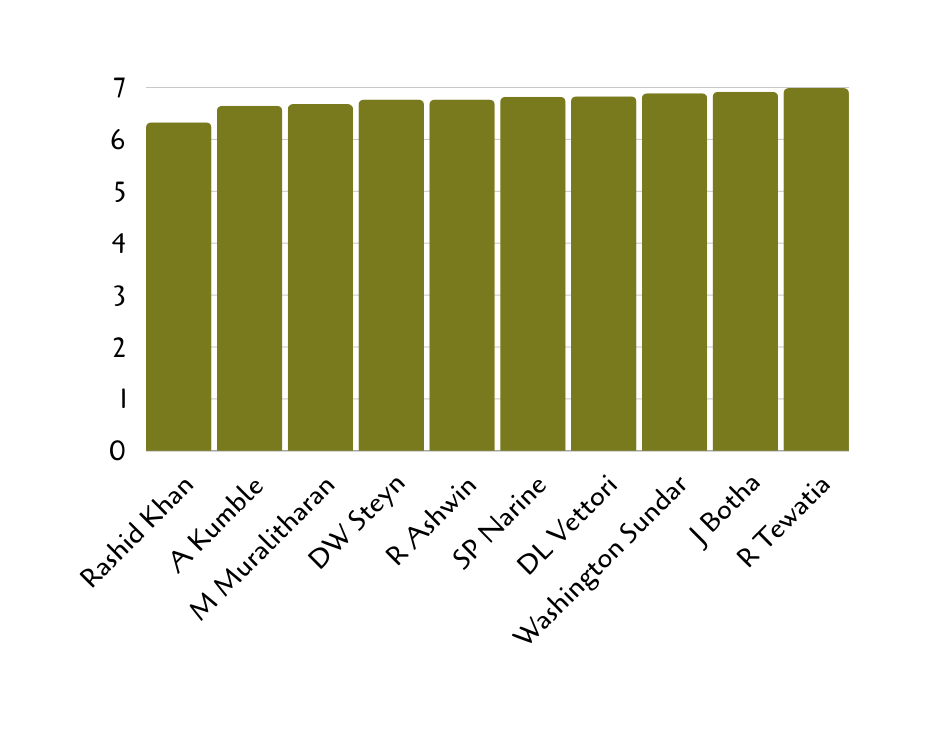 7
6
5
4
3
2
1
0
Rashid Khan
A Kumble
M Muralitharan
DW Steyn
R Ashwin
SP Narine
DL Vettori
Washington Sundar
J Botha
R Tewatia